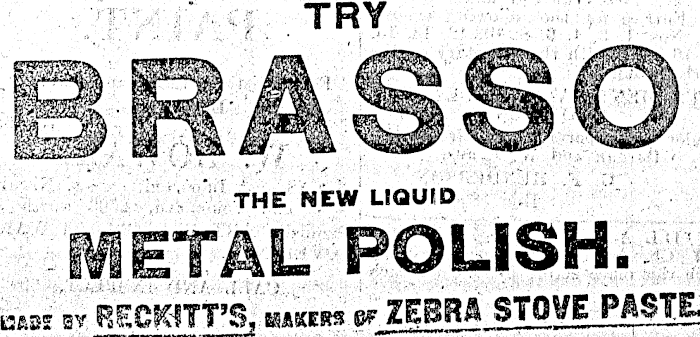 TRY
BRASSO
THE NEW LIQUID
METAL POLISH.
MADE BY RECKITT'S, MAKERS OF ZEBRA STOVE PASTE.